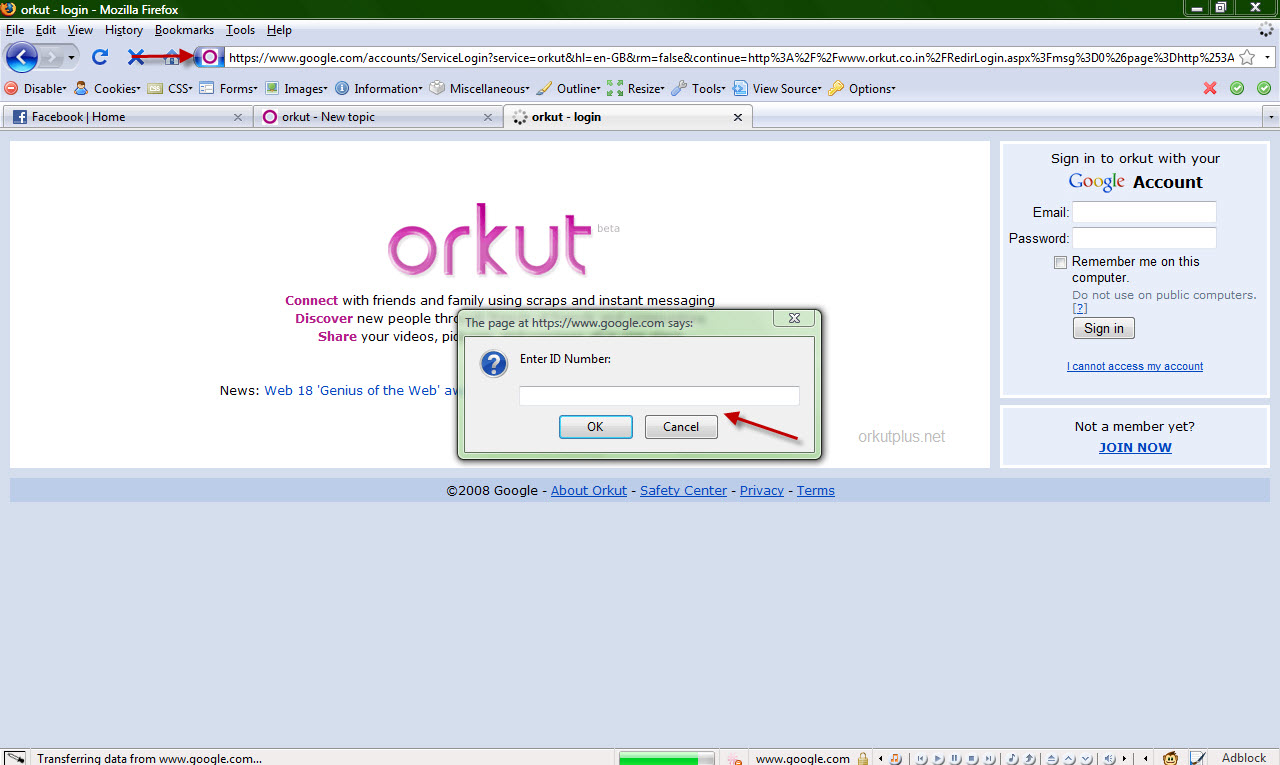 orkut - login - Mozilla Firefox
File Edit View History Bookmarks Tools Help
https://www.google.com/accounts/ServiceLogin?service=orkut&hl=en-GB&rm=false&continue=http%3A%2F%2Fwww.orkut.co.in%2FRedirLogin.aspx%3Fmsg%3D0%26page%3Dhttp%253A
Disable Cookies CSS Forms Images Information Miscellaneous Outline Resize Tools View Source Options
Facebook | Home
orkut - New topic
orkut - login
orkut beta
Connect with friends and family using scraps and instant messaging
Discover new people
Share your videos,
News: Web 18 'Genius of the Web'
The page at https://www.google.com says:
Enter ID Number:
OK Cancel
orkutplus.net
Sign in to orkut with your
Google Account
Email:
Password:
Remember me on this
computer.
Do not use on public computers.
[?]
Sign in
I cannot access my account
Not a member yet?
JOIN NOW
©2008 Google - About Orkut - Safety Center - Privacy - Terms
Transferring data from www.google.com... www.google.com Adblock